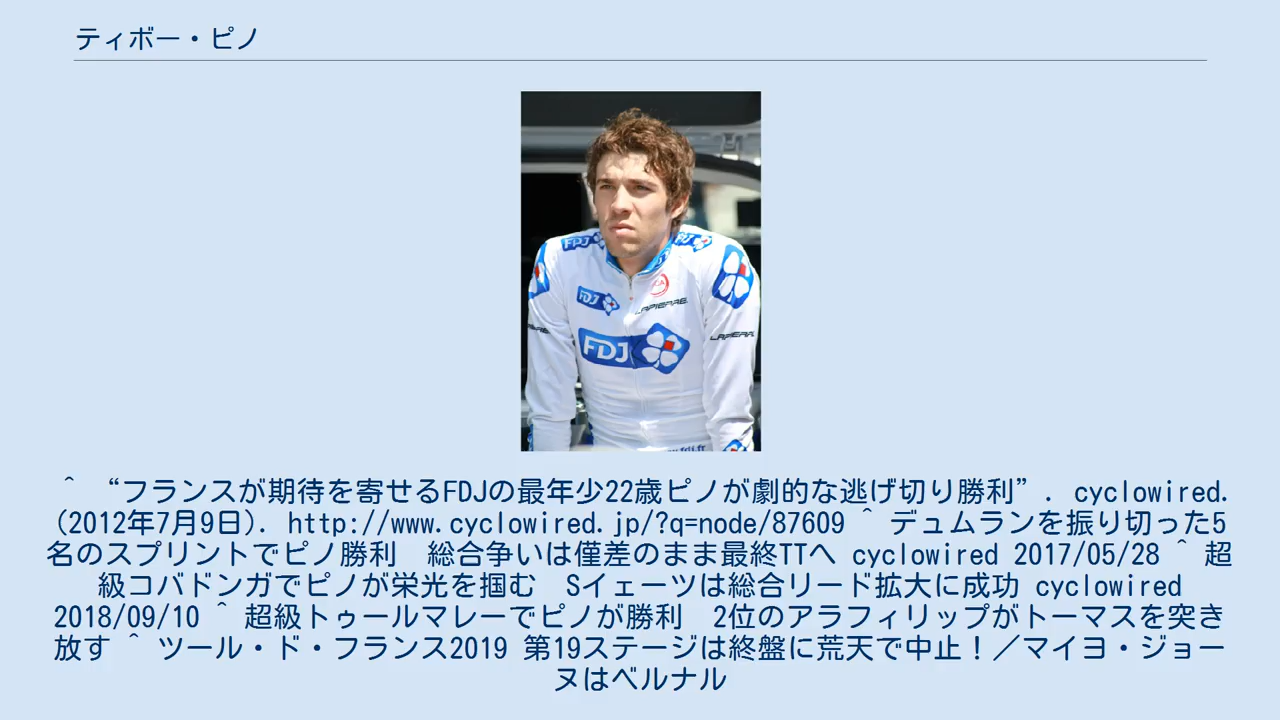 ティボー・ピノ
FDJ
FDJ
LAPIERRE
LAPIERRE
FDJ
^ “フランスが期待を寄せるFDJの最年少22歳ピノが劇的な逃げ切り勝利”. cyclowired.
(2012年7月9日). http://www.cyclowired.jp/?q=node/87609 ^ デュムランを振り切った5
名のスプリントでピノ勝利　総合争いは僅差のまま最終TTへ cyclowired 2017/05/28 ^ 超
級コバドンガでピノが栄光を掴む　Sイェーツは総合リード拡大に成功 cyclowired
2018/09/10 ^ 超級トゥールマレーでピノが勝利　2位のアラフィリップがトーマスを突き
放す ^　ツール・ド・フランス2019 第19ステージは終盤に荒天で中止！／マイヨ・ジョー
ヌはベルナル